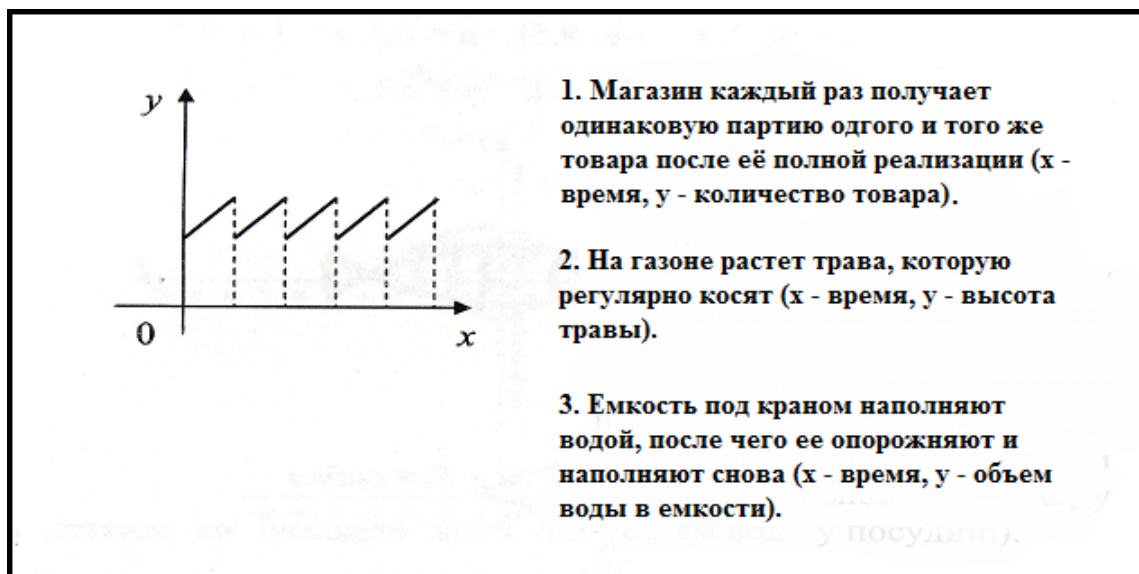 y
0
x
1. Магазин каждый раз получает
одинаковую партию одгого и того же
товара после её полной реализации (x -
время, y - количество товара).
2. На газоне растет трава, которую
регулярно косят (x - время, y - высота
травы).
3. Емкость под краном наполняют
водой, после чего ее опорожняют и
наполняют снова (x - время, y - объем
воды в емкости).